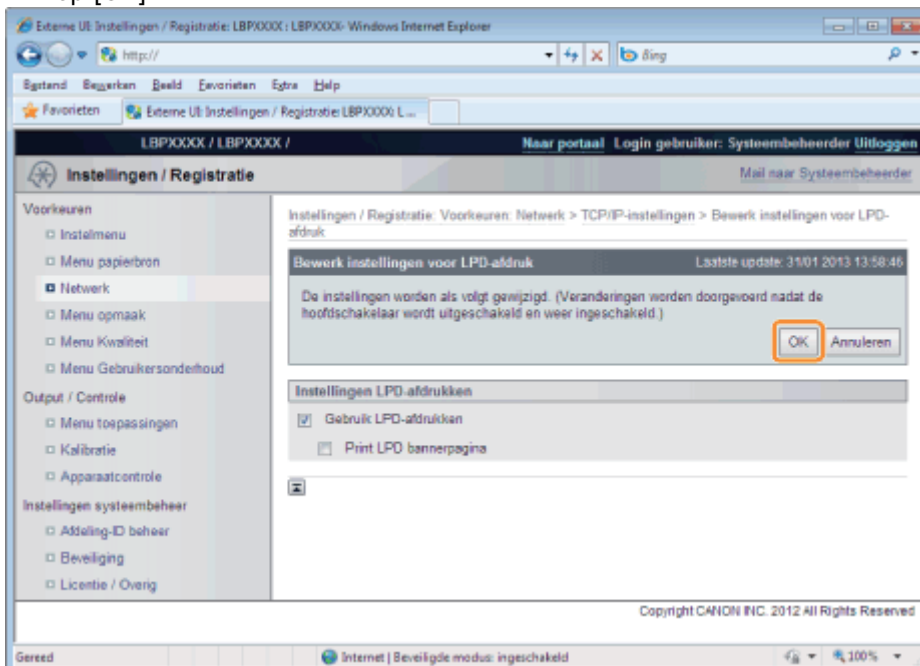 Externe UI: Instellingen / Registratie: LBPXXXX : LBPXXXX- Windows Internet Explorer
http://
Bing
Bestand Bewerken Beeld Favorieten Extra Help
Favorieten Externe UI: Instellingen / Registratie: LBPXXXX: L...
LBPXXXX / LBPXXXX / Naar portaal Login gebruiker: Systeembeheerder Uitloggen
Instellingen / Registratie Mail naar Systeembeheerder
Voorkeuren
Instelmenu
Menu papierbron
Netwerk
Menu opmaak
Menu Kwaliteit
Menu Gebruikersonderhoud
Output / Controle
Menu toepassingen
Kalibratie
Apparaatcontrole
Instellingen systeembeheer
Afdeling-ID beheer
Beveiliging
Licentie / Overig
Instellingen / Registratie: Voorkeuren: Netwerk > TCP/IP-instellingen > Bewerk instellingen voor LPD-
afdruk
Bewerk instellingen voor LPD-afdruk Laatste update: 31/01 2013 13:58:46
De instellingen worden als volgt gewijzigd. (Veranderingen worden doorgevoerd nadat de
hoofdschakelaar wordt uitgeschakeld en weer ingeschakeld.)
OK Annuleren
Instellingen LPD-afdrukken
Gebruik LPD-afdrukken
Print LPD bannerpagina
Copyright CANON INC. 2012 All Rights Reserved
Gereed Internet | Beveiligde modus: ingeschakeld 100%